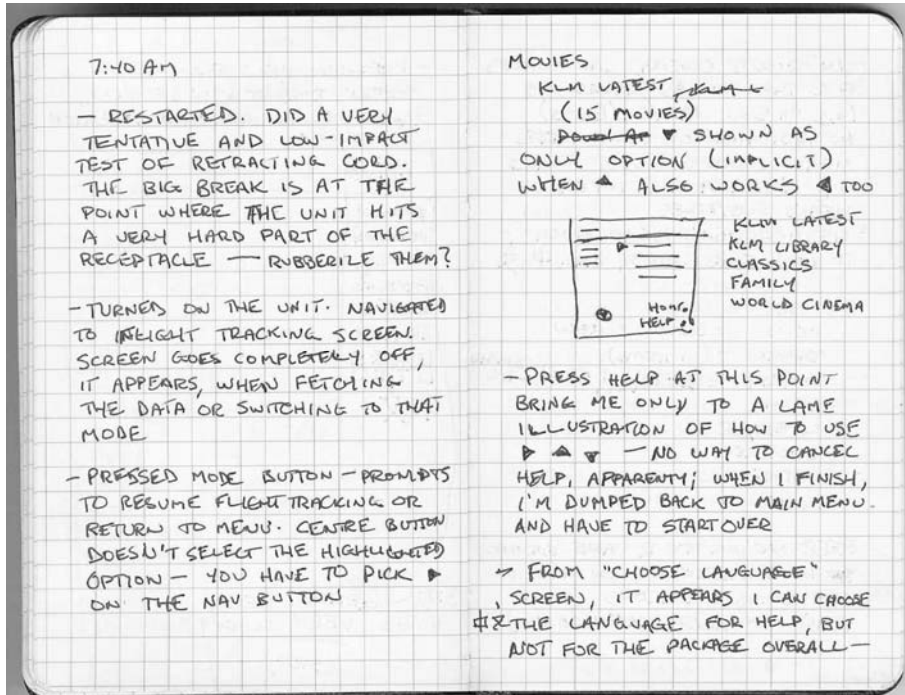 7:40 AM
— RESTARTED. DID A VERY
TENTATIVE AND LOW-IMPACT
TEST OF RETRACTING CORD.
THE BIG BREAK IS AT THE
POINT WHERE THE UNIT HITS
A VERY HARD PART OF THE
RECEPTACLE — RUBBERIZE THEM?
— TURNED ON THE UNIT. NAVIGATED
TO INFLIGHT TRACKING SCREEN.
SCREEN GOES COMPLETELY OFF,
IT APPEARS, WHEN FETCHING
THE DATA OR SWITCHING TO THAT
MODE
— PRESSED MODE BUTTON — PROMPTS
TO RESUME FLIGHT TRACKING OR
RETURN TO MENU. CENTRE BUTTON
DOESN'T SELECT THE HIGHLIGHTED
OPTION — YOU HAVE TO PICK ▶
ON THE NAV BUTTON
MOVIES
KLM LATEST
(15 MOVIES)
▼ SHOWN AS
ONLY OPTION (IMPLICIT)
WHEN ▲ ALSO WORKS ◀ TOO
KLM LATEST
KLM LIBRARY
CLASSICS
FAMILY
WORLD CINEMA
HOME
HELP
— PRESS HELP AT THIS POINT
BRING ME ONLY TO A LAME
ILLUSTRATION OF HOW TO USE
▶ ▲ ▼ — NO WAY TO CANCEL
HELP, APPARENTY; WHEN I FINISH,
I'M DUMPED BACK TO MAIN MENU.
AND HAVE TO START OVER
→ FROM "CHOOSE LANGUAGE"
SCREEN, IT APPEARS I CAN CHOOSE
THE LANGUAGE FOR HELP, BUT
NOT FOR THE PACKAGE OVERALL —